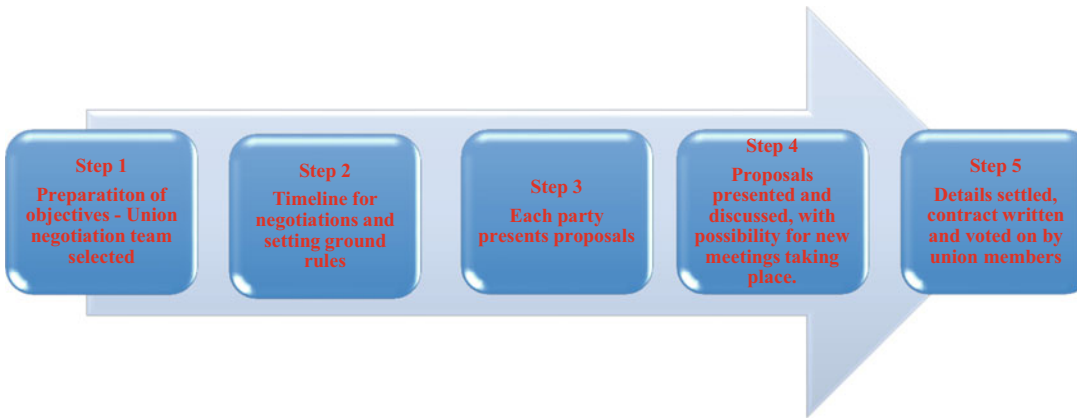 Step 1
Preparatiton of
objectives - Union
negotiation team
selected
Step 2
Timeline for
negotiations and
setting ground
rules
Step 3
Each party
presents proposals
Step 4
Proposals
presented and
discussed, with
possibility for new
meetings taking
place.
Step 5
Details settled,
contract written
and voted on by
union members